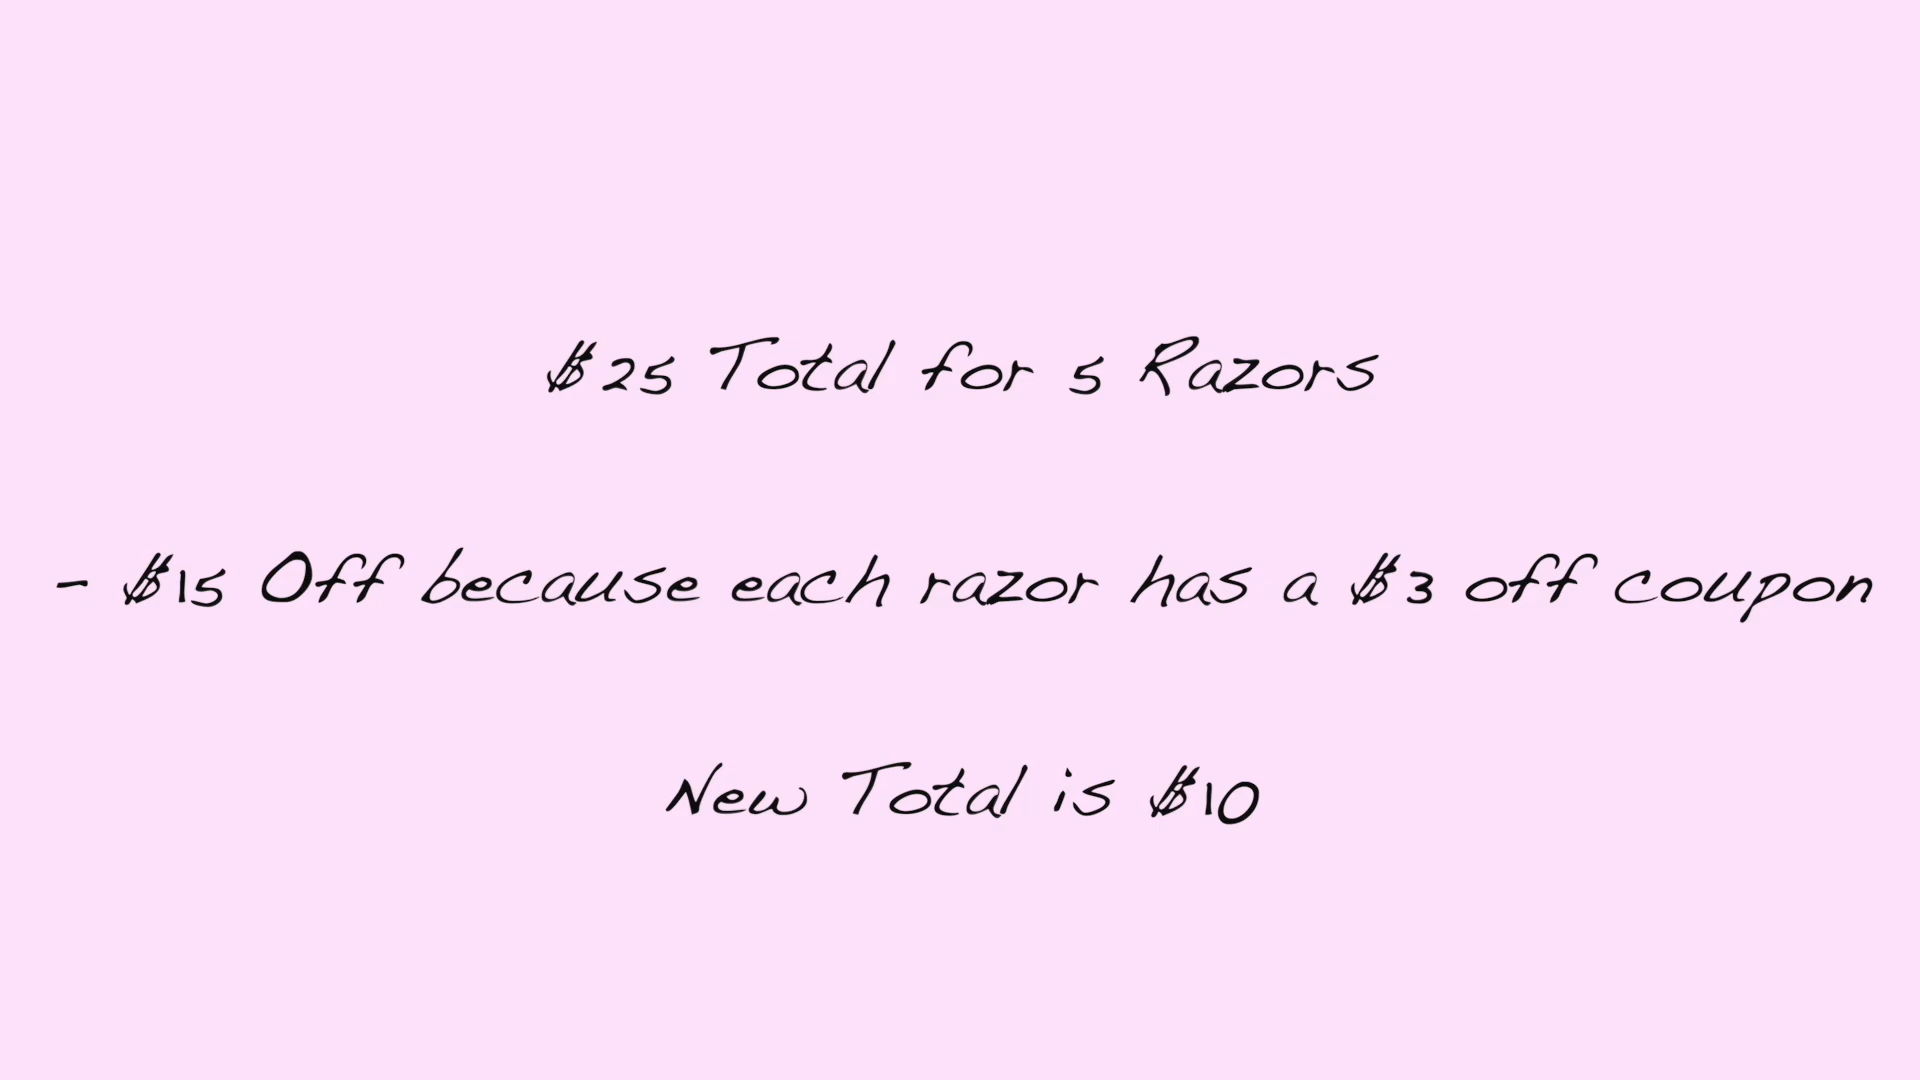 $25 Total for 5 Razors
- $15 Off because each razor has a $3 off coupon
New Total is $10